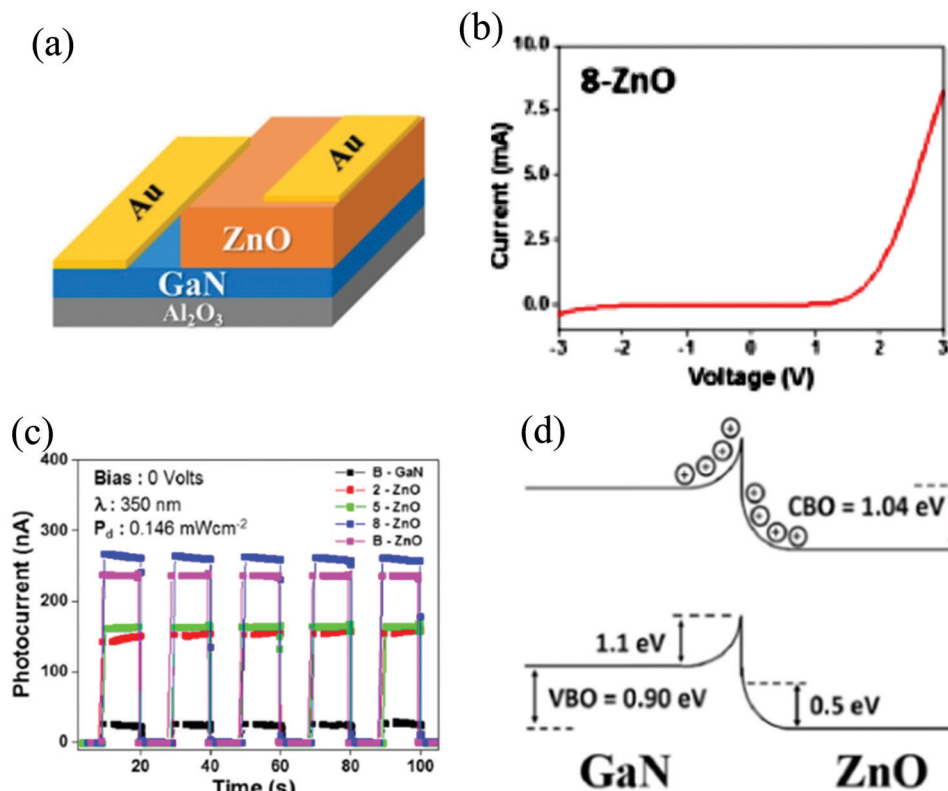 (a)
Au
Au
ZnO
GaN
Al₂O₃
(b)
10.0
7.5
5.0
2.5
0.0
-3
-2
-1
0
1
2
3
Current (mA)
Voltage (V)
8-ZnO
(c)
400
300
200
100
0
20
40
60
80
100
Photocurrent (nA)
Time (s)
Bias : 0 Volts
λ : 350 nm
P_d : 0.146 mWcm⁻²
B - GaN
2 - ZnO
5 - ZnO
8 - ZnO
B - ZnO
(d)
CBO = 1.04 eV
1.1 eV
VBO = 0.90 eV
0.5 eV
GaN
ZnO